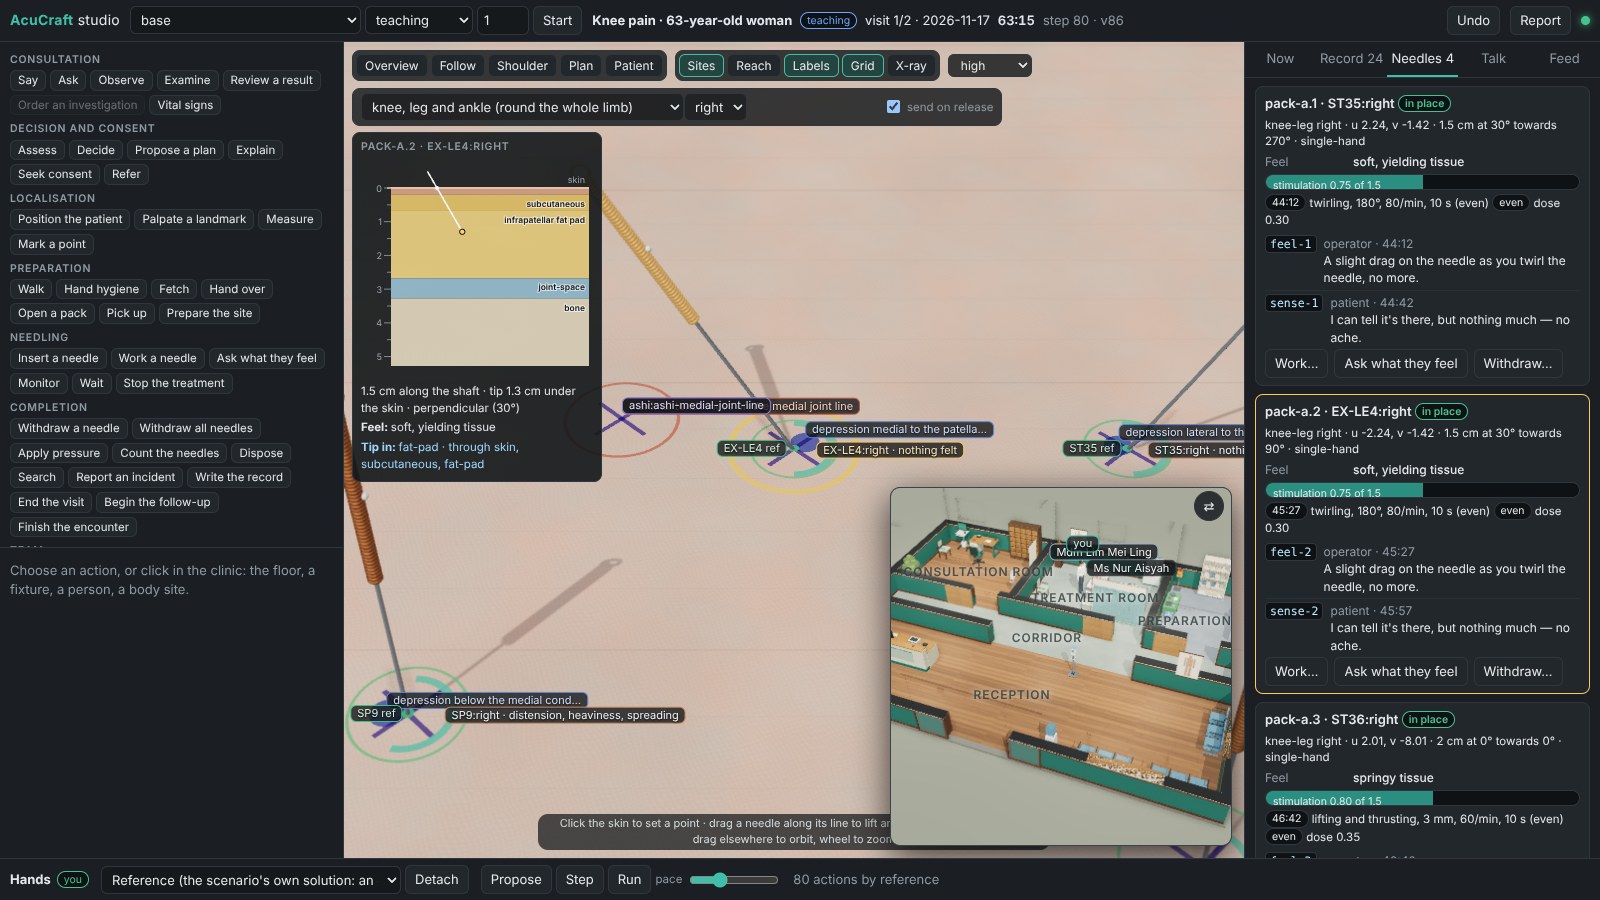 AcuCraft studio
base
teaching
1
Start
Knee pain · 63-year-old woman
teaching
visit 1/2 · 2026-11-17
63:15
step 80 · v86
Undo
Report
CONSULTATION
Say
Ask
Observe
Examine
Review a result
Order an investigation
Vital signs
DECISION AND CONSENT
Assess
Decide
Propose a plan
Explain
Seek consent
Refer
LOCALISATION
Position the patient
Palpate a landmark
Measure
Mark a point
PREPARATION
Walk
Hand hygiene
Fetch
Hand over
Open a pack
Pick up
Prepare the site
NEEDLING
Insert a needle
Work a needle
Ask what they feel
Monitor
Wait
Stop the treatment
COMPLETION
Withdraw a needle
Withdraw all needles
Apply pressure
Count the needles
Dispose
Search
Report an incident
Write the record
End the visit
Begin the follow-up
Finish the encounter
Choose an action, or click in the clinic: the floor, a
fixture, a person, a body site.
Overview
Follow
Shoulder
Plan
Patient
Sites
Reach
Labels
Grid
X-ray
high
knee, leg and ankle (round the whole limb)
right
send on release
PACK-A.2 · EX-LE4:RIGHT
skin
subcutaneous
infrapatellar fat pad
joint-space
bone
0
1
2
3
4
5
1.5 cm along the shaft · tip 1.3 cm under
the skin · perpendicular (30°)
Feel: soft, yielding tissue
Tip in: fat-pad · through skin,
subcutaneous, fat-pad
ashi:ashi-medial-joint-line
medial joint line
depression medial to the patella...
EX-LE4 ref
EX-LE4:right · nothing felt
depression lateral to th
ST35 ref
ST35:right · nothi
depression below the medial cond...
SP9 ref
SP9:right · distension, heaviness, spreading
you
Mdm Lim Mei Ling
Ms Nur Aisyah
CONSULTATION ROOM
TREATMENT ROOM
PREPARATION
CORRIDOR
RECEPTION
Click the skin to set a point · drag a needle along its line to lift an
drag elsewhere to orbit, wheel to zoom
Now
Record 24
Needles 4
Talk
Feed
pack-a.1 · ST35:right
in place
knee-leg right · u 2.24, v -1.42 · 1.5 cm at 30° towards
270° · single-hand
Feel
soft, yielding tissue
stimulation 0.75 of 1.5
44:12 twirling, 180°, 80/min, 10 s (even) even dose
0.30
feel-1 operator · 44:12
A slight drag on the needle as you twirl the
needle, no more.
sense-1 patient · 44:42
I can tell it's there, but nothing much — no
ache.
Work...
Ask what they feel
Withdraw...
pack-a.2 · EX-LE4:right
in place
knee-leg right · u -2.24, v -1.42 · 1.5 cm at 30° towards
90° · single-hand
Feel
soft, yielding tissue
stimulation 0.75 of 1.5
45:27 twirling, 180°, 80/min, 10 s (even) even dose
0.30
feel-2 operator · 45:27
A slight drag on the needle as you twirl the
needle, no more.
sense-2 patient · 45:57
I can tell it's there, but nothing much — no
ache.
Work...
Ask what they feel
Withdraw...
pack-a.3 · ST36:right
in place
knee-leg right · u 2.01, v -8.01 · 2 cm at 0° towards 0° ·
single-hand
Feel
springy tissue
stimulation 0.80 of 1.5
46:42 lifting and thrusting, 3 mm, 60/min, 10 s (even)
even dose 0.35
Hands
you
Reference (the scenario's own solution: an
Detach
Propose
Step
Run
pace
80 actions by reference